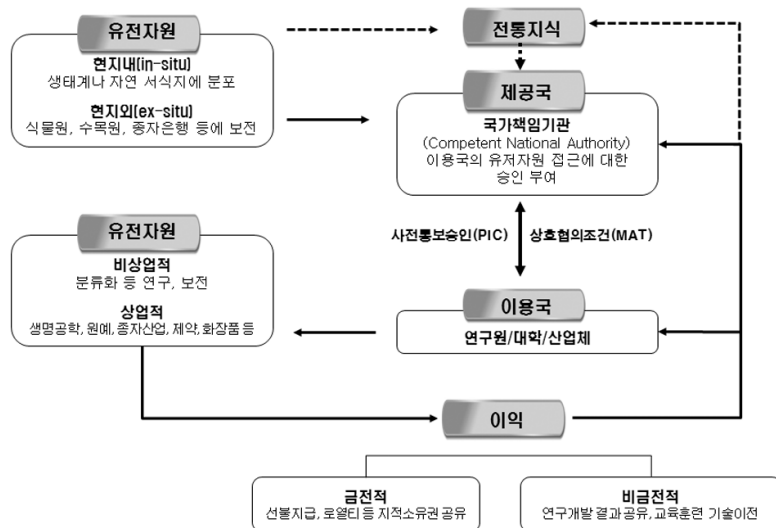 유전자원
현지내(in-situ)
생태계나 자연 서식지에 분포
현지외(ex-situ)
식물원, 수목원, 종자은행 등에 보전
전통지식
제공국
국가책임기관
(Competent National Authority)
이용국의 유저자원 접근에 대한
승인 부여
사전통보승인(PIC)
상호협의조건(MAT)
유전자원
비상업적
분류화 등 연구, 보전
상업적
생명공학, 원예, 종자산업, 제약, 화장품 등
이용국
연구원/대학/산업체
이익
금전적
선불지급, 로열티 등 지적소유권 공유
비금전적
연구개발 결과 공유, 교육훈련 기술이전